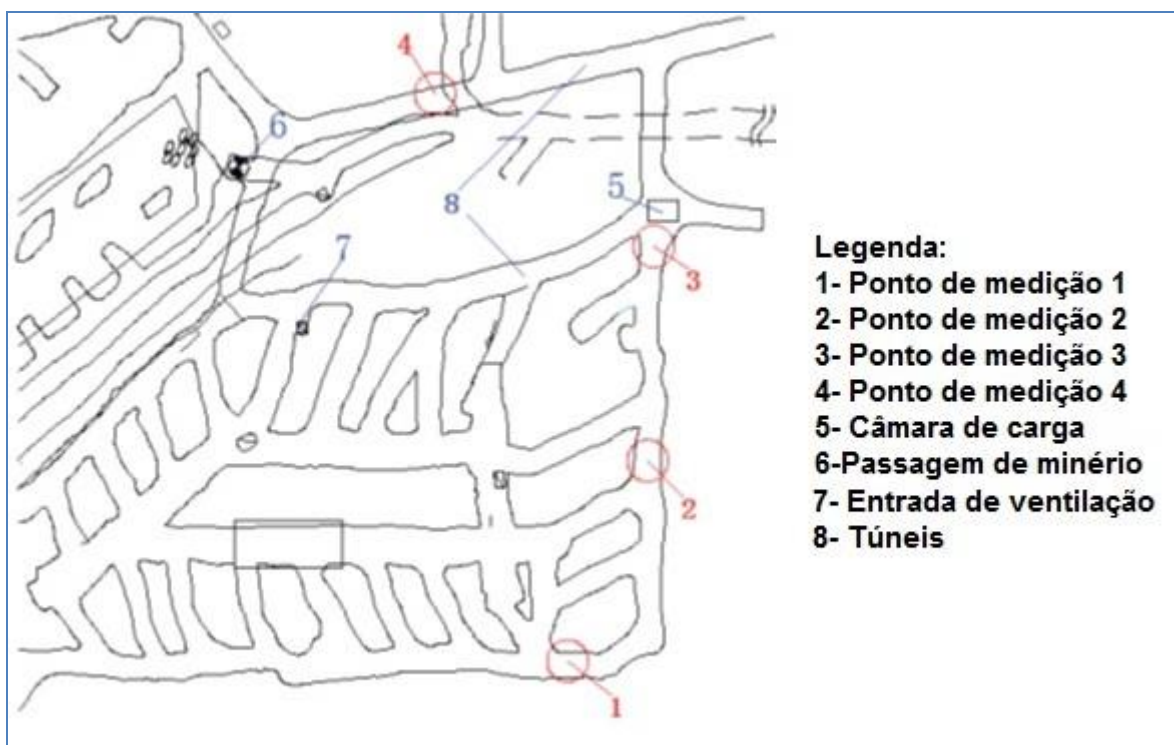 4
6
5
8
7
3
2
1
Legenda:
1- Ponto de medição 1
2- Ponto de medição 2
3- Ponto de medição 3
4- Ponto de medição 4
5- Câmara de carga
6-Passagem de minério
7- Entrada de ventilação
8- Túneis